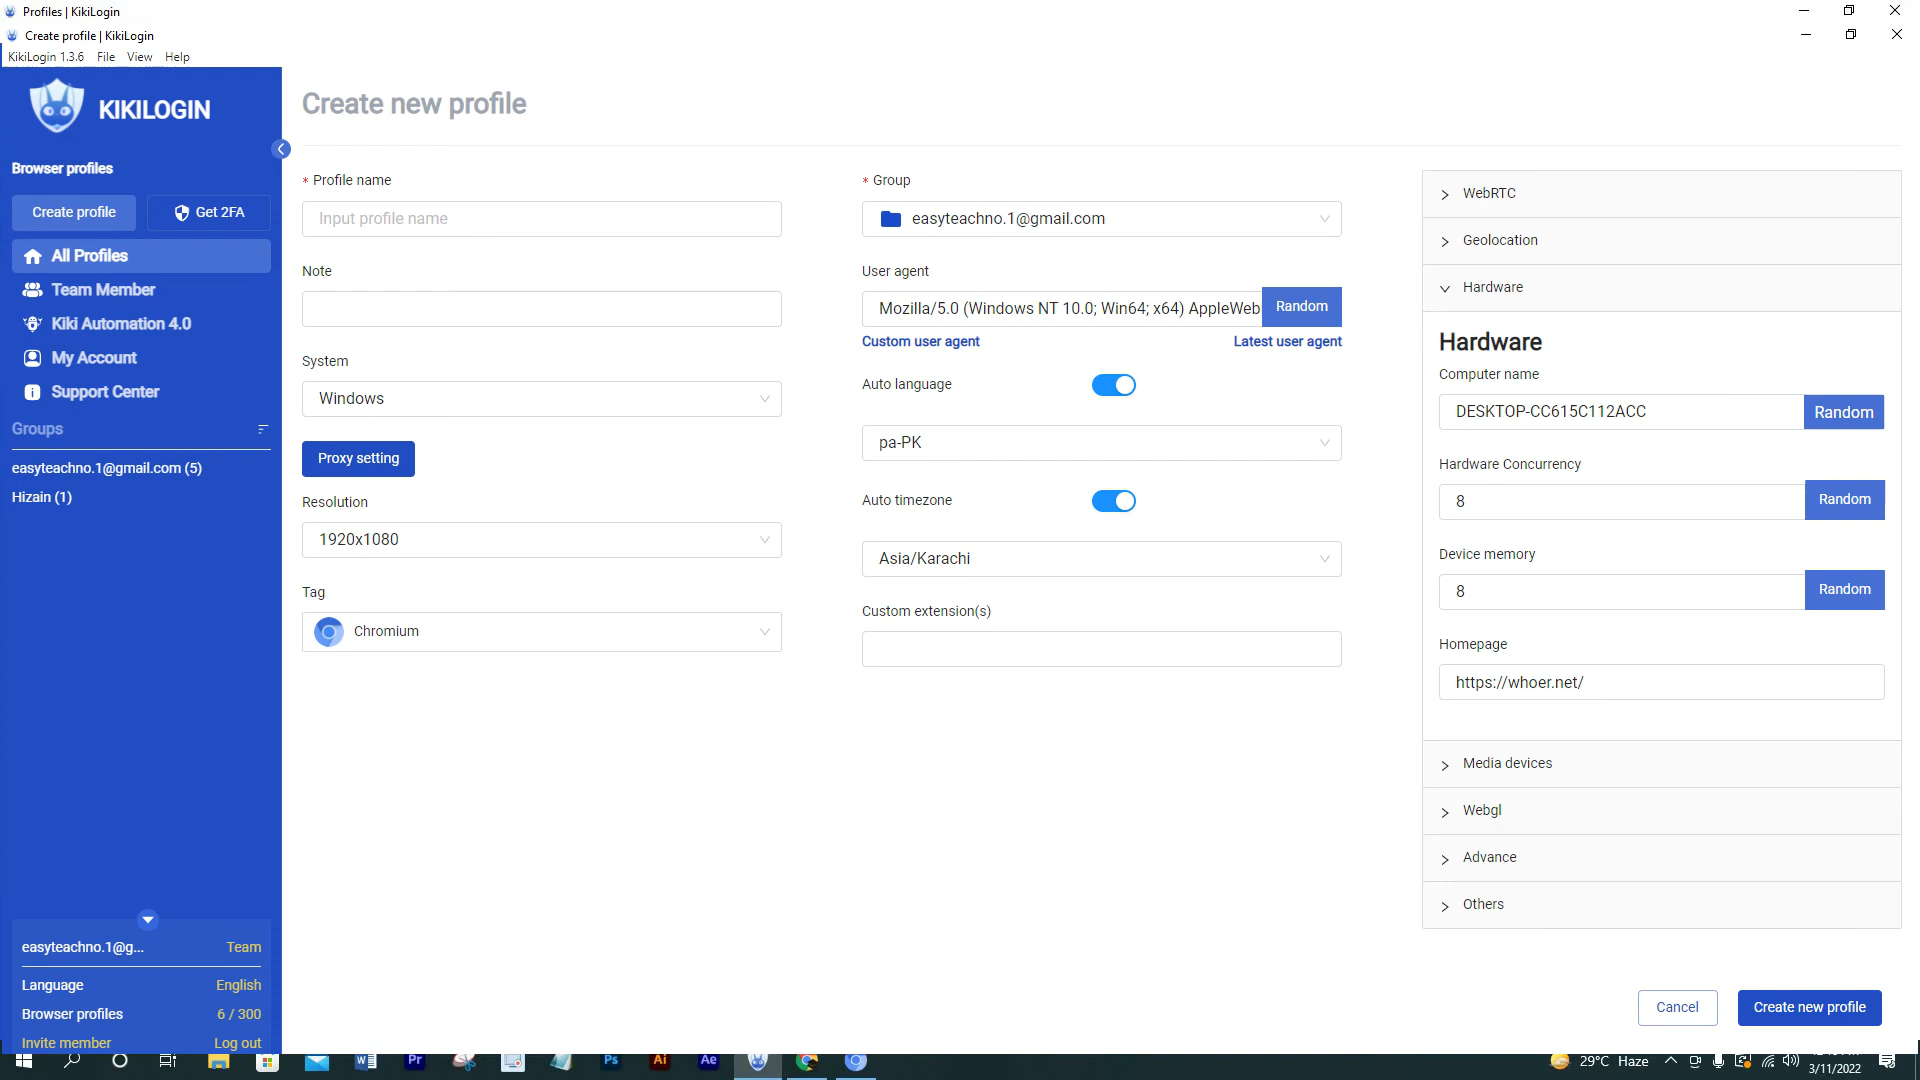 Profiles | KikiLogin
Create profile | KikiLogin
KikiLogin 1.3.6 File View Help
KIKILOGIN
Browser profiles
Create profile
Get 2FA
All Profiles
Team Member
Kiki Automation 4.0
My Account
Support Center
Groups
easyteachno.1@gmail.com (5)
Hizain (1)
easyteachno.1@g... Team
Language English
Browser profiles 6 / 300
Invite member Log out
Create new profile
* Profile name
Input profile name
Note
System
Windows
Proxy setting
Resolution
1920x1080
Tag
Chromium
* Group
easyteachno.1@gmail.com
User agent
Mozilla/5.0 (Windows NT 10.0; Win64; x64) AppleWeb
Random
Custom user agent
Latest user agent
Auto language
pa-PK
Auto timezone
Asia/Karachi
Custom extension(s)
WebRTC
Geolocation
Hardware
Hardware
Computer name
DESKTOP-CC615C112ACC
Random
Hardware Concurrency
8
Random
Device memory
8
Random
Homepage
https://whoer.net/
Media devices
Webgl
Advance
Others
Cancel
Create new profile
W
Pr
Ps
Ai
Ae
29°C Haze
3/11/2022